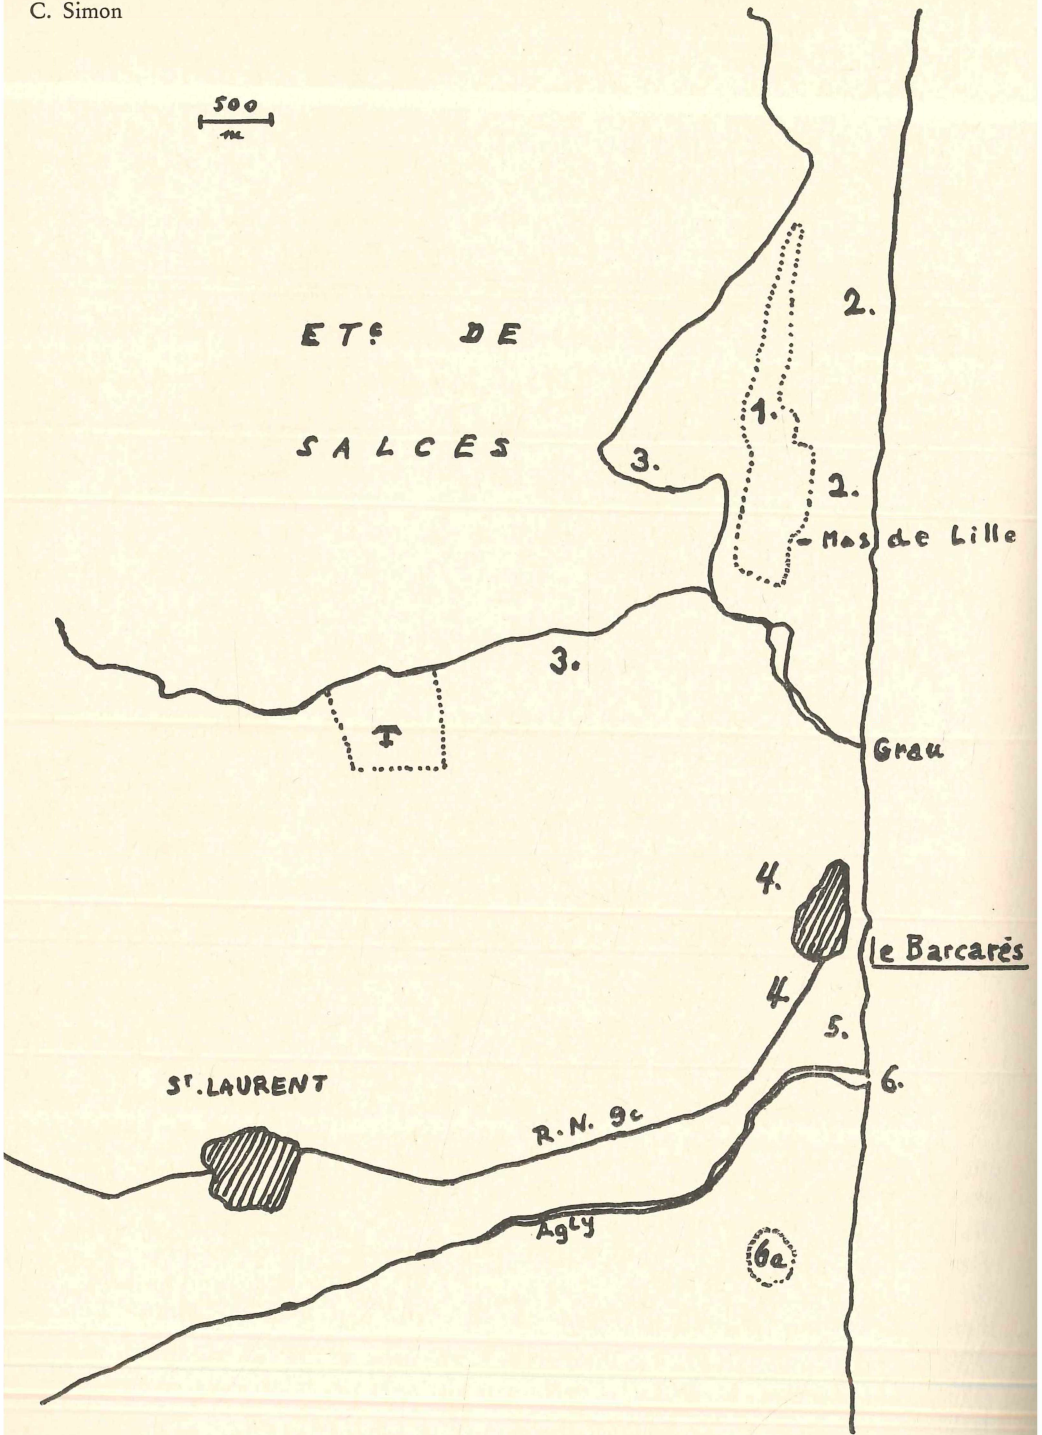 C. Simon
500
m
2.
ETG DE
1.
SALCES
3.
2.
Mas de Lille
3.
T
Grau
4.
le Barcarès
4
5.
6.
ST. LAURENT
R.N. 9c
Agly
6a